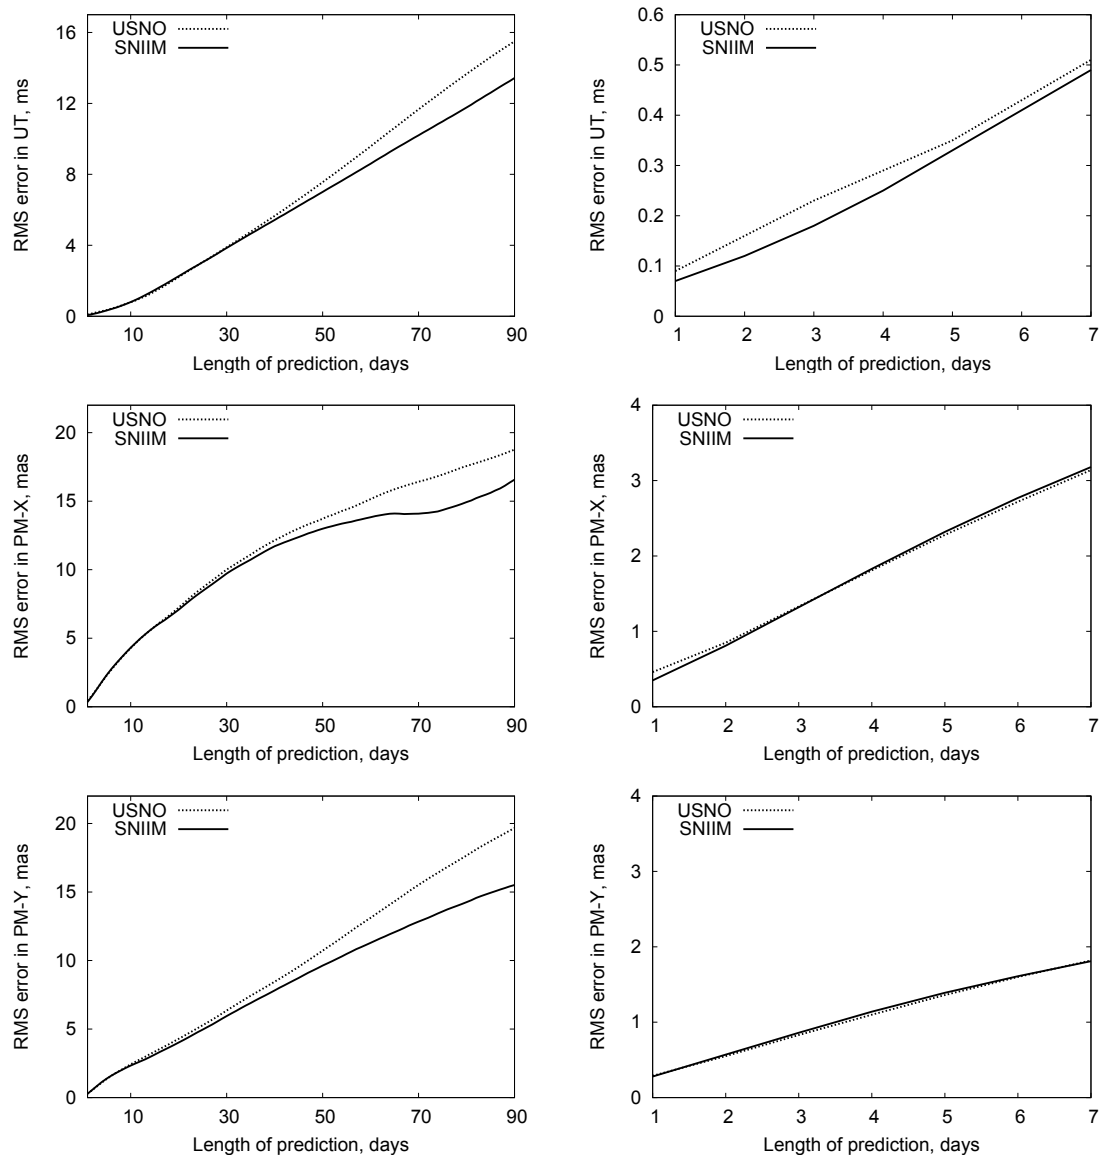 RMS error in UT, ms
16
12
8
4
0
USNO
SNIIM
10 30 50 70 90
Length of prediction, days
RMS error in UT, ms
0.6
0.5
0.4
0.3
0.2
0.1
0
USNO
SNIIM
1 2 3 4 5 6 7
Length of prediction, days
RMS error in PM-X, mas
20
15
10
5
0
USNO
SNIIM
10 30 50 70 90
Length of prediction, days
RMS error in PM-X, mas
4
3
2
1
0
USNO
SNIIM
1 2 3 4 5 6 7
Length of prediction, days
RMS error in PM-Y, mas
20
15
10
5
0
USNO
SNIIM
10 30 50 70 90
Length of prediction, days
RMS error in PM-Y, mas
4
3
2
1
0
USNO
SNIIM
1 2 3 4 5 6 7
Length of prediction, days